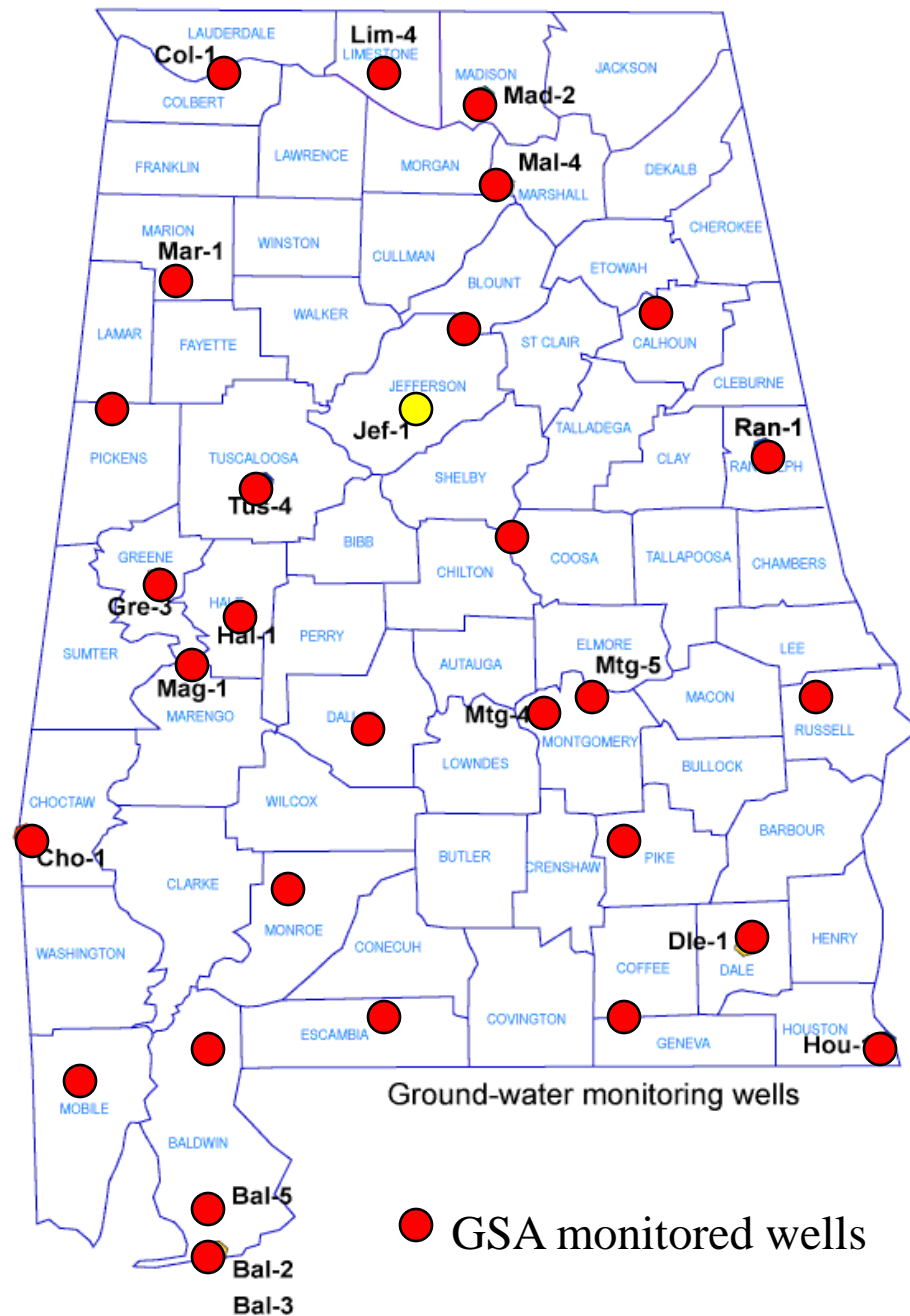 LAUDERDALE
Col-1
Lim-4
LIMESTONE
MADISON
JACKSON
COLBERT
Mad-2
FRANKLIN
LAWRENCE
MORGAN
Mal-4
MARSHALL
DEKALB
CHEROKEE
MARION
WINSTON
CULLMAN
Mar-1
ETOWAH
BLOUNT
LAMAR
WALKER
FAYETTE
ST CLAIR
CALHOUN
JEFFERSON
CLEBURNE
Jef-1
TALLADEGA
Ran-1
PICKENS
TUSCALOOSA
SHELBY
CLAY
Tus-4
BIBB
GREENE
CHILTON
COOSA
TALLAPOOSA
CHAMBERS
Gre-3
Hal-1
PERRY
SUMTER
AUTAUGA
ELMORE
LEE
Mag-1
Mtg-5
MACON
MARENGO
Mtg-4
RUSSELL
MONTGOMERY
LOWNDES
BULLOCK
CHOCTAW
WILCOX
BARBOUR
Cho-1
BUTLER
CRENSHAW
PIKE
CLARKE
MONROE
CONECUH
WASHINGTON
Dle-1
HENRY
COFFEE
DALE
ESCAMBIA
COVINGTON
HOUSTON
GENEVA
Hou-1
MOBILE
Ground-water monitoring wells
BALDWIN
Bal-5
GSA monitored wells
Bal-2
Bal-3